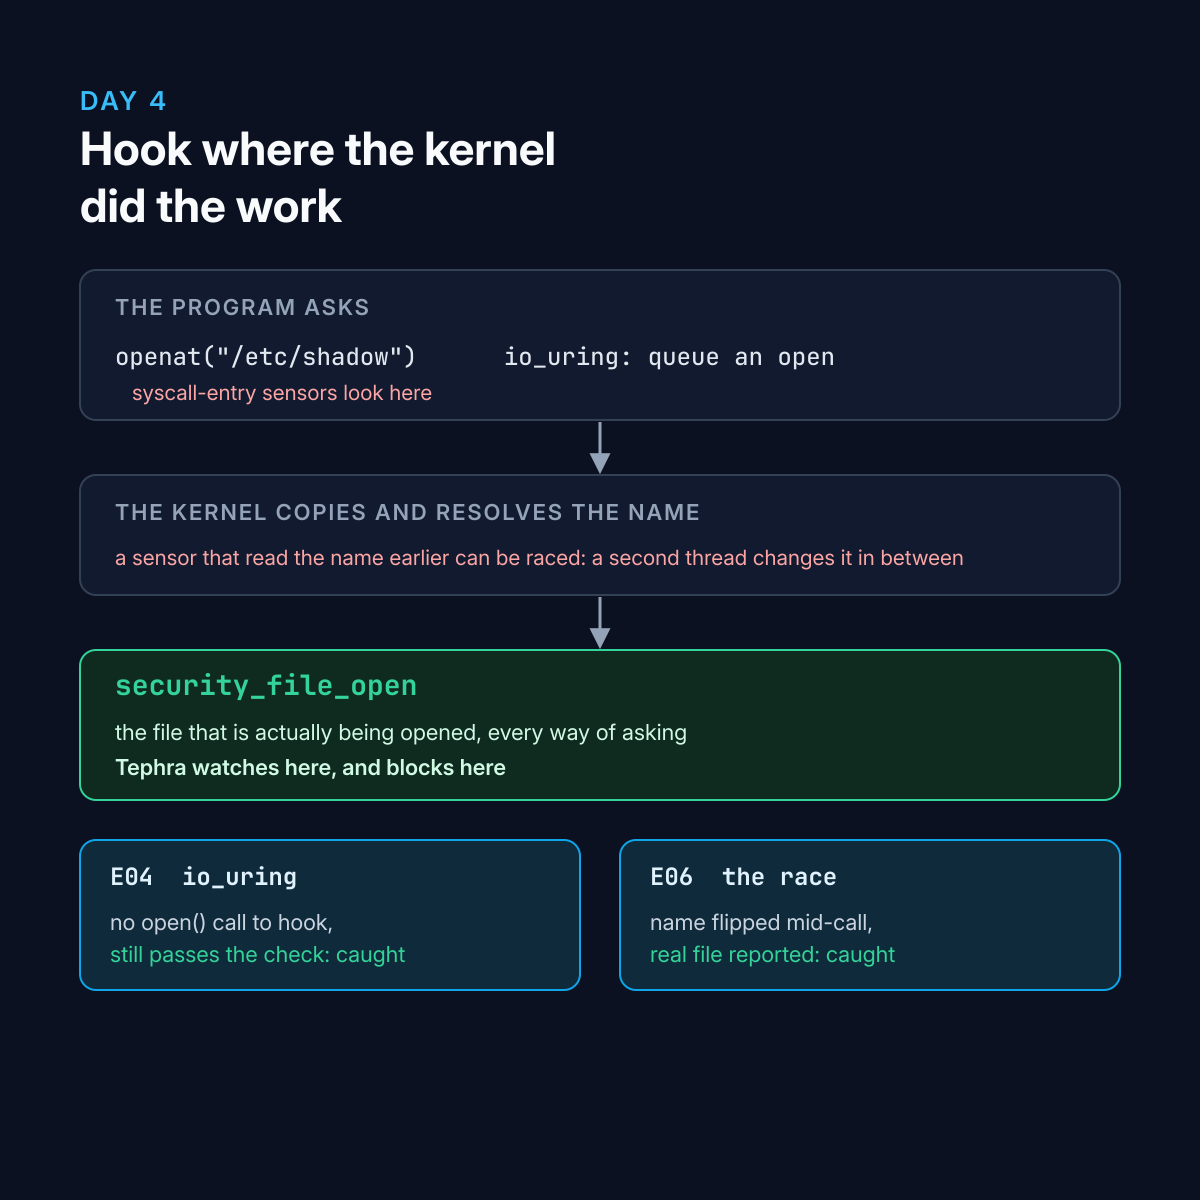 DAY 4
Hook where the kernel
did the work
THE PROGRAM ASKS
openat("/etc/shadow")
io_uring: queue an open
syscall-entry sensors look here
THE KERNEL COPIES AND RESOLVES THE NAME
a sensor that read the name earlier can be raced: a second thread changes it in between
security_file_open
the file that is actually being opened, every way of asking
Tephra watches here, and blocks here
E04 io_uring
no open() call to hook,
still passes the check: caught
E06 the race
name flipped mid-call,
real file reported: caught